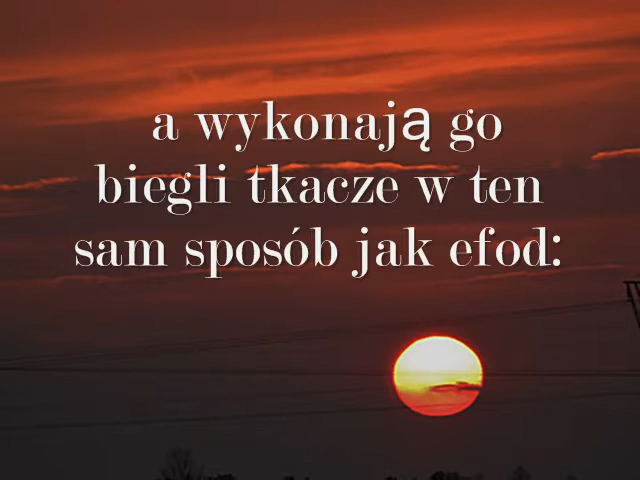 a wykonają go
biegli tkacze w ten
sam sposób jak efod: